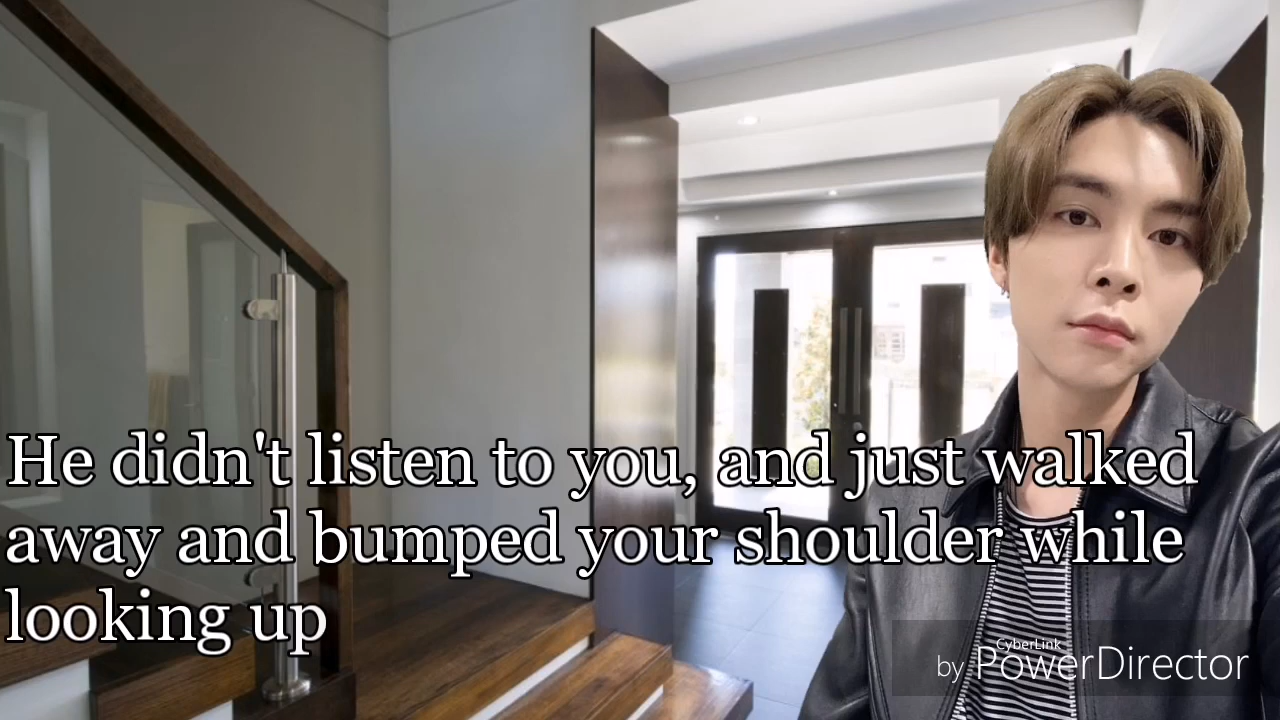 He didn't listen to you, and just walked
away and bumped your shoulder while
looking up
CyberLink
by PowerDirector